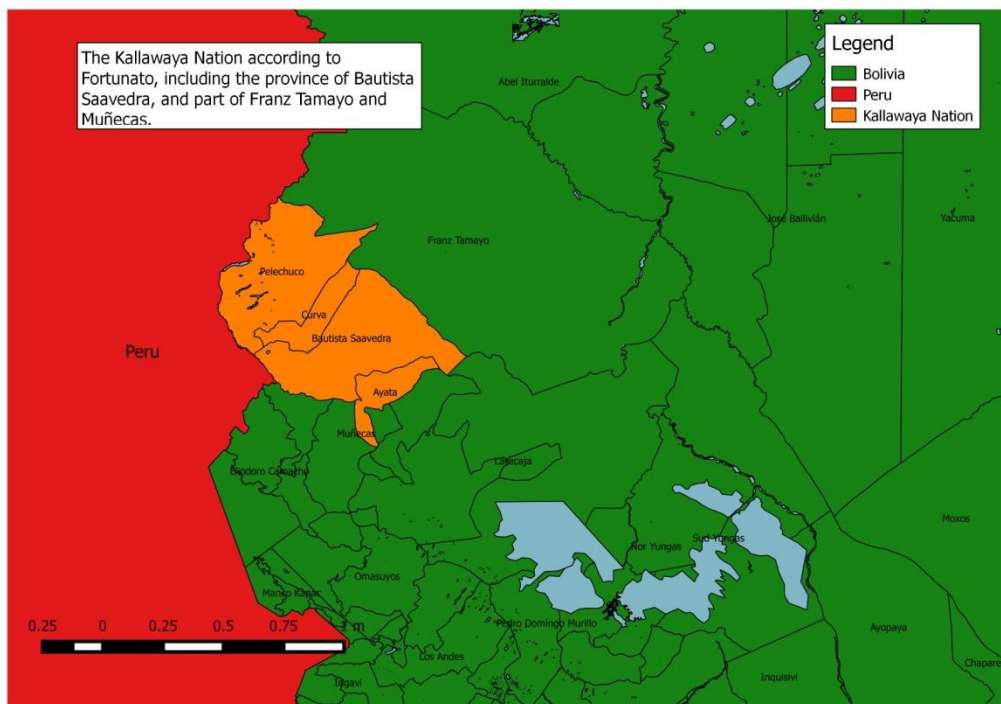 The Kallawaya Nation according to
Fortunato, including the province of Bautista
Saavedra, and part of Franz Tamayo and
Muñecas.
Legend
Bolivia
Peru
Kallawaya Nation
Abel Iturralde
José Ballivián
Yacuma
Franz Tamayo
Pelechuco
Curva
Bautista Saavedra
Peru
Ayata
Muñecas
Larecaja
Eliodoro Camacho
Moxos
Sud Yungas
Nor Yungas
Omasuyos
Manco Kapac
Pedro Domingo Murillo
Ayopaya
0.25 0 0.25 0.5 0.75 1 m
Los Andes
Chapare
Inquisivi
Ingavi